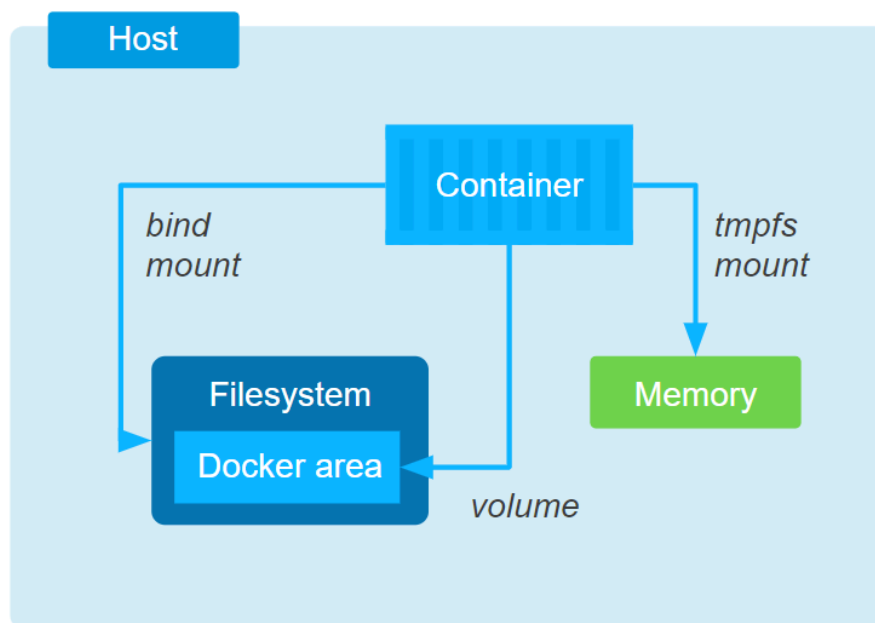 Host
Container
bind
mount
tmpfs
mount
Filesystem
Memory
Docker area
volume